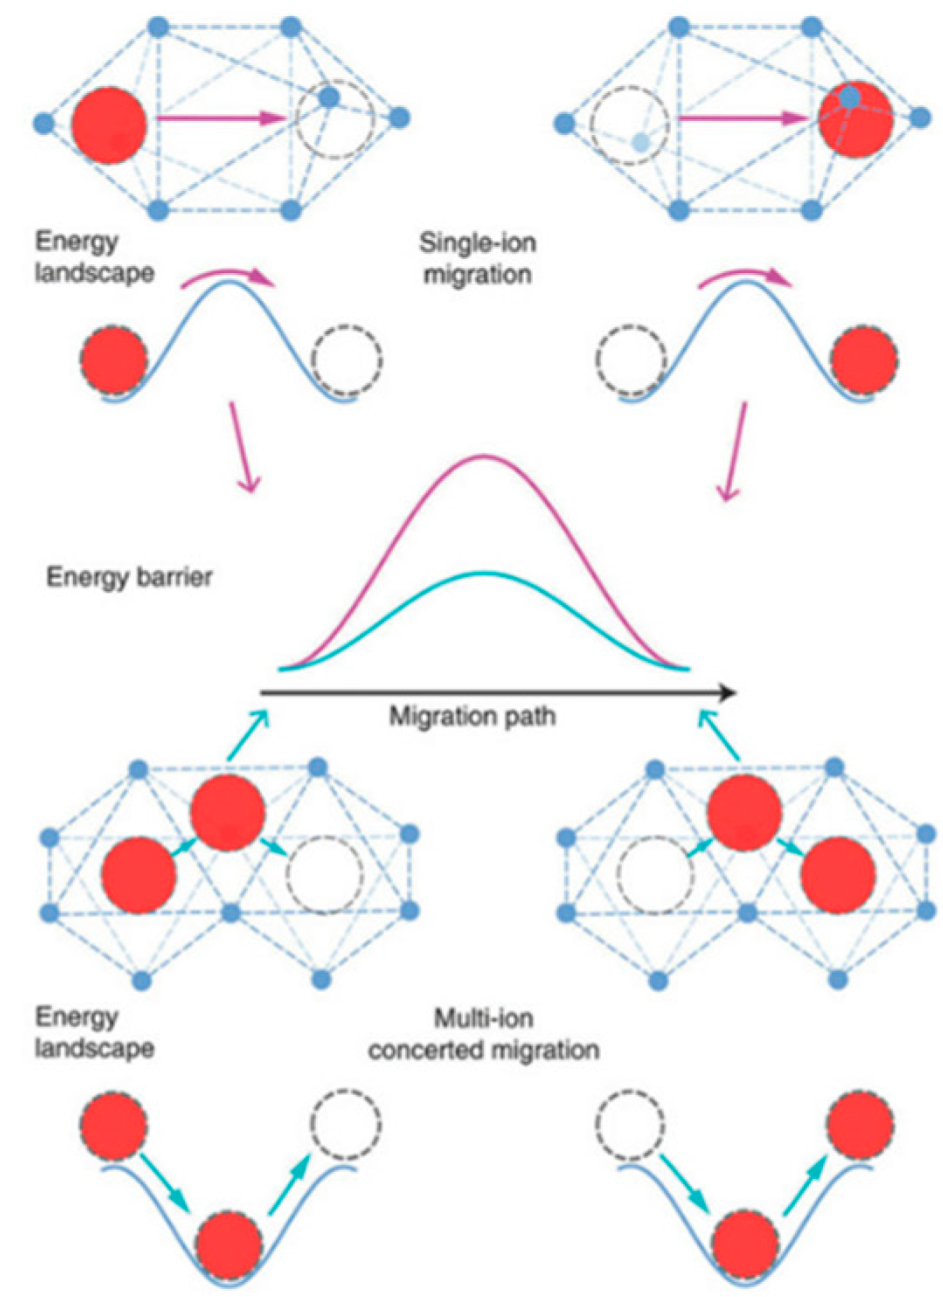 Energy
landscape
Single-ion
migration
Energy barrier
Migration path
Energy
landscape
Multi-ion
concerted migration